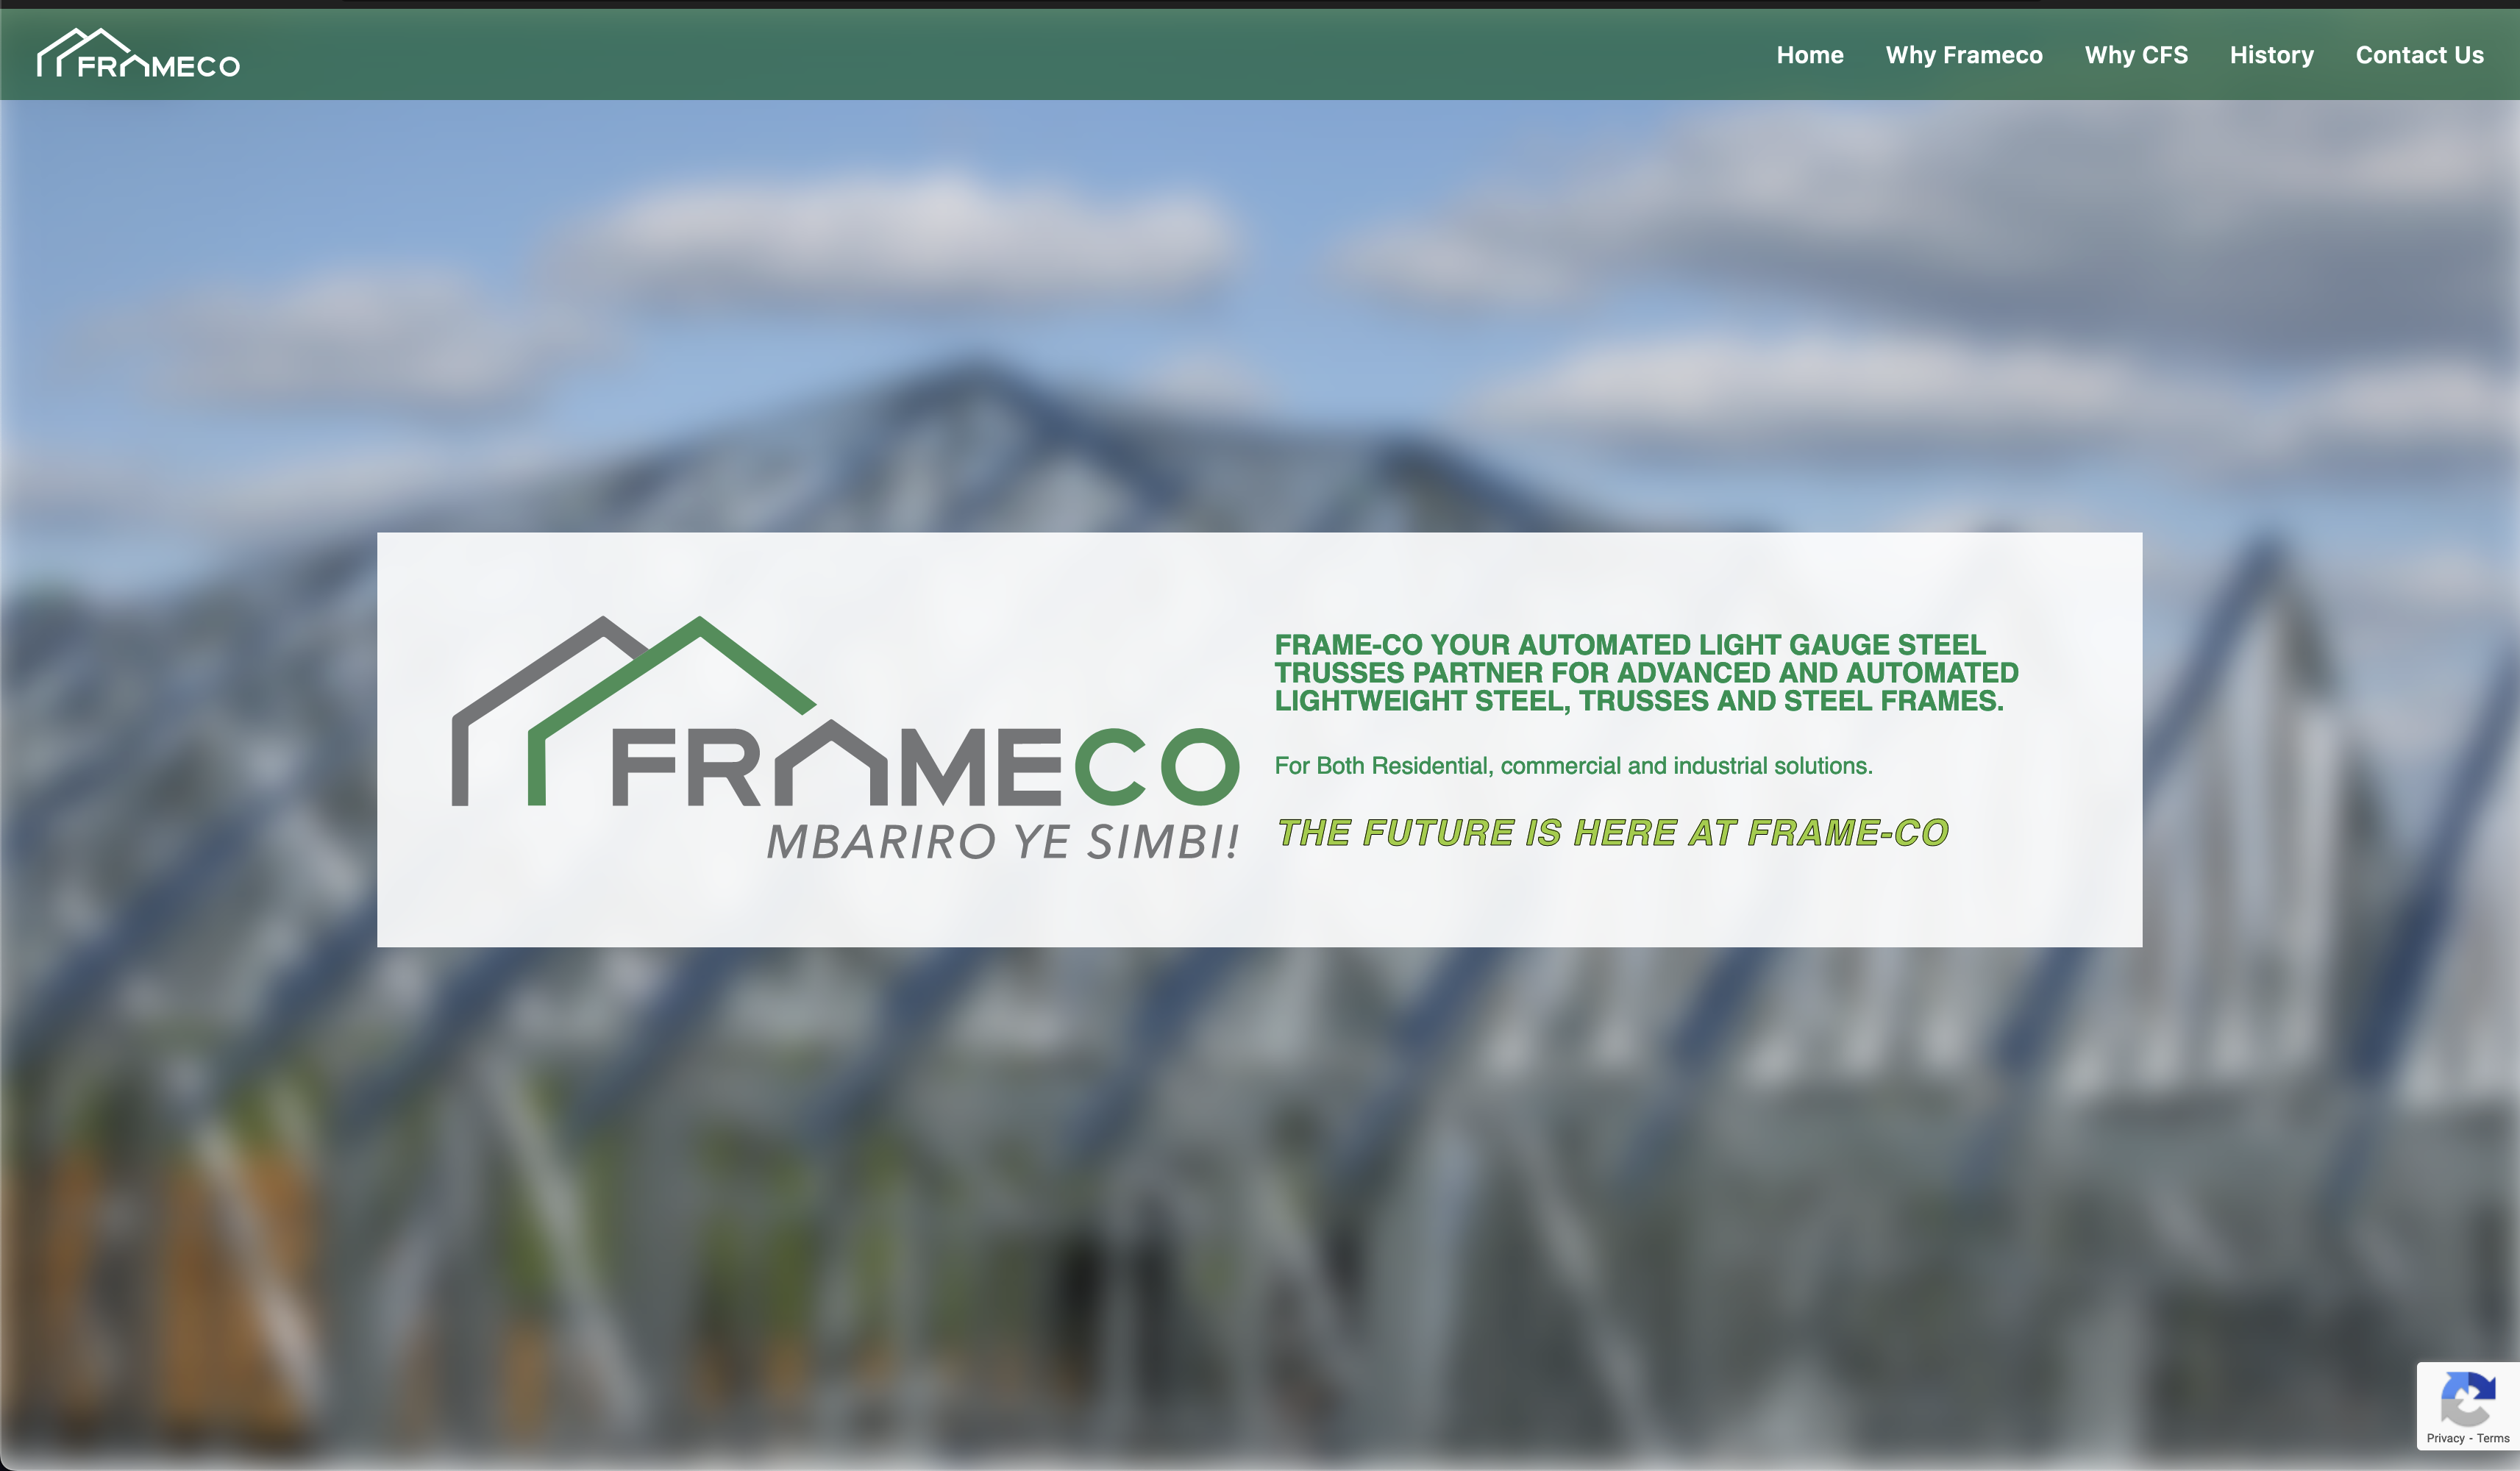 FRAMECO
Home Why Frameco Why CFS History Contact Us
FRAMECO
MBARIRO YE SIMBI!
FRAME-CO YOUR AUTOMATED LIGHT GAUGE STEEL
TRUSSES PARTNER FOR ADVANCED AND AUTOMATED
LIGHTWEIGHT STEEL, TRUSSES AND STEEL FRAMES.
For Both Residential, commercial and industrial solutions.
THE FUTURE IS HERE AT FRAME-CO
Privacy - Terms